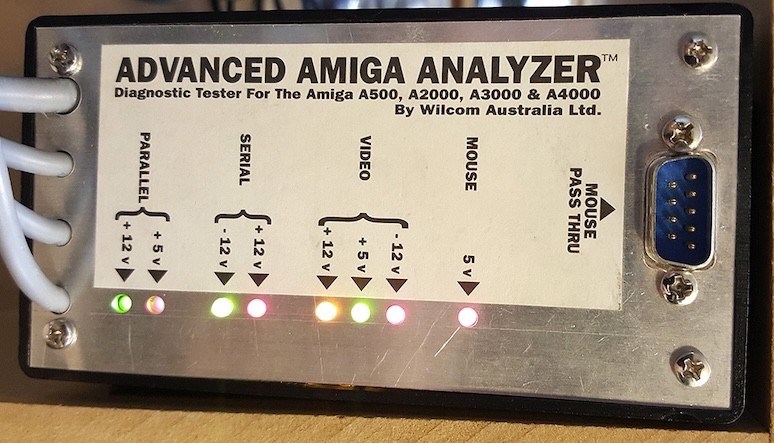 ADVANCED AMIGA ANALYZER™
Diagnostic Tester For The Amiga A500, A2000, A3000 & A4000
By Wilcom Australia Ltd.
PARALLEL
+ 12 v
+ 5 v
SERIAL
- 12 v
+ 12 v
VIDEO
+ 12 v
+ 5 v
- 12 v
MOUSE
5 v
MOUSE
PASS THRU